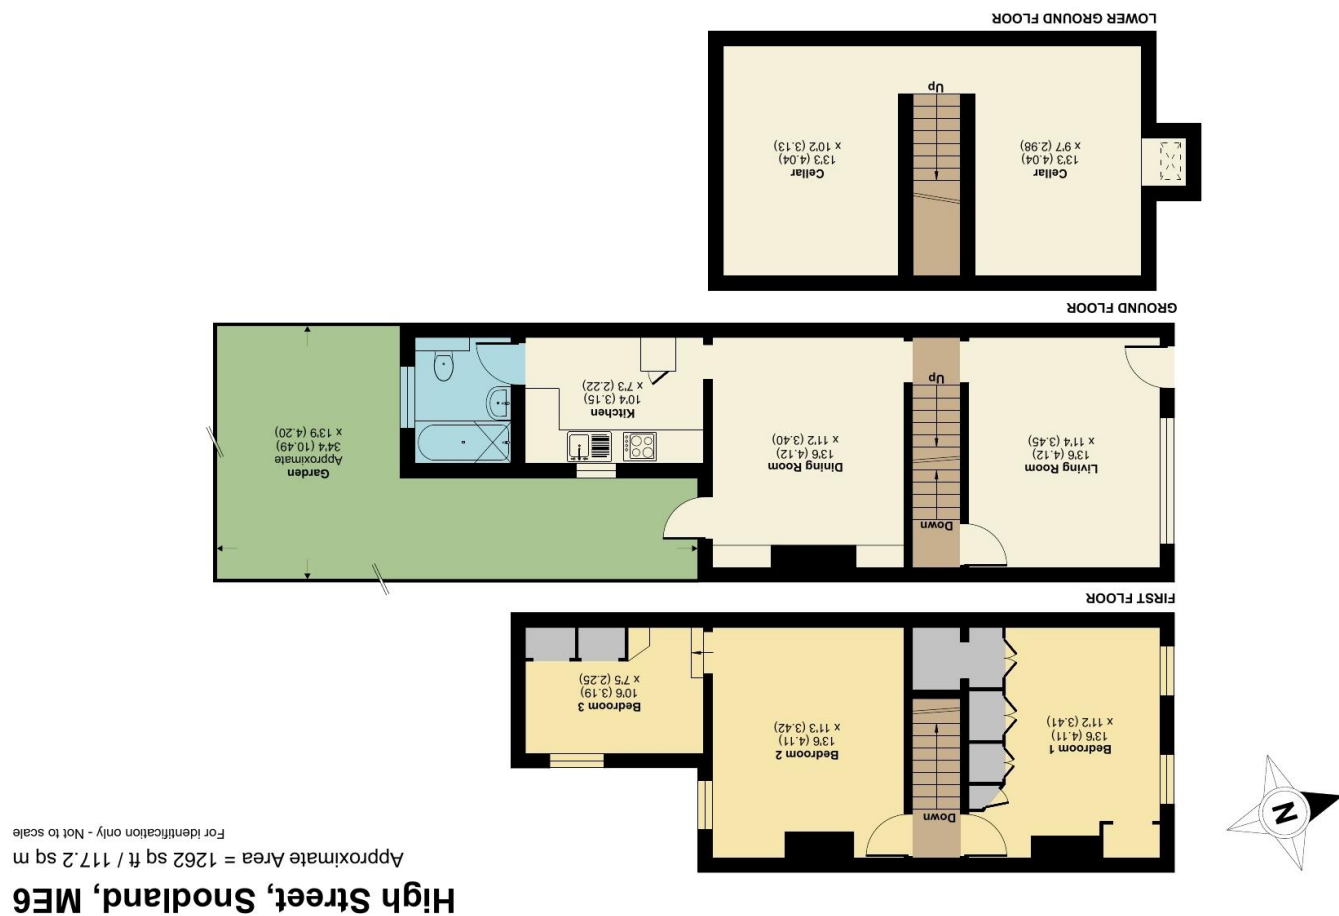 High Street, Snodland, ME6
Approximate Area = 1262 sq ft / 117.2 sq m
For identification only - Not to scale
N
Bedroom 1
13'6 (4.11)
x 11'2 (3.41)
Down
Bedroom 2
13'6 (4.11)
x 11'3 (3.42)
Bedroom 3
10'6 (3.19)
x 7'5 (2.25)
FIRST FLOOR
Living Room
13'6 (4.12)
x 11'4 (3.45)
Down
Up
Dining Room
13'6 (4.12)
x 11'2 (3.40)
Kitchen
10'4 (3.15)
x 7'3 (2.22)
Garden
Approximate
34'4 (10.49)
x 13'9 (4.20)
GROUND FLOOR
Cellar
13'3 (4.04)
x 9'7 (2.98)
Up
Cellar
13'3 (4.04)
x 10'2 (3.13)
LOWER GROUND FLOOR